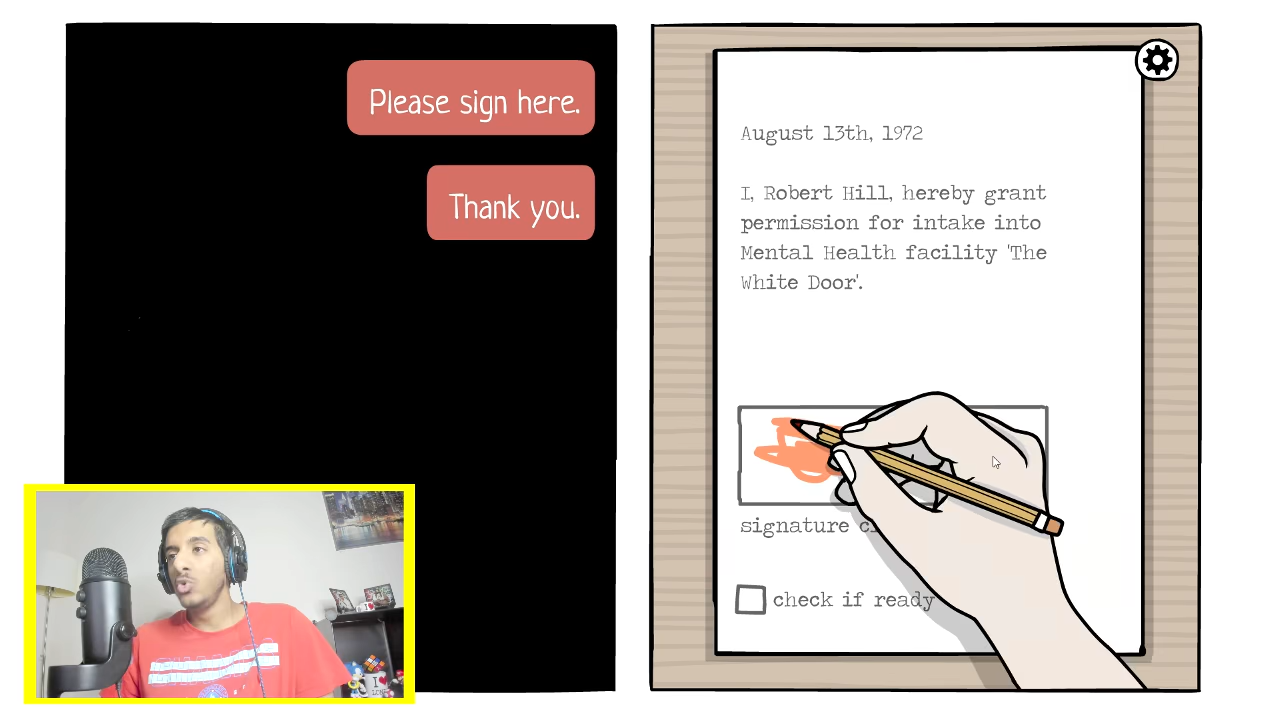 Please sign here.
Thank you.
August 13th, 1972
I, Robert Hill, hereby grant
permission for intake into
Mental Health facility 'The
White Door'.
signature
check if ready